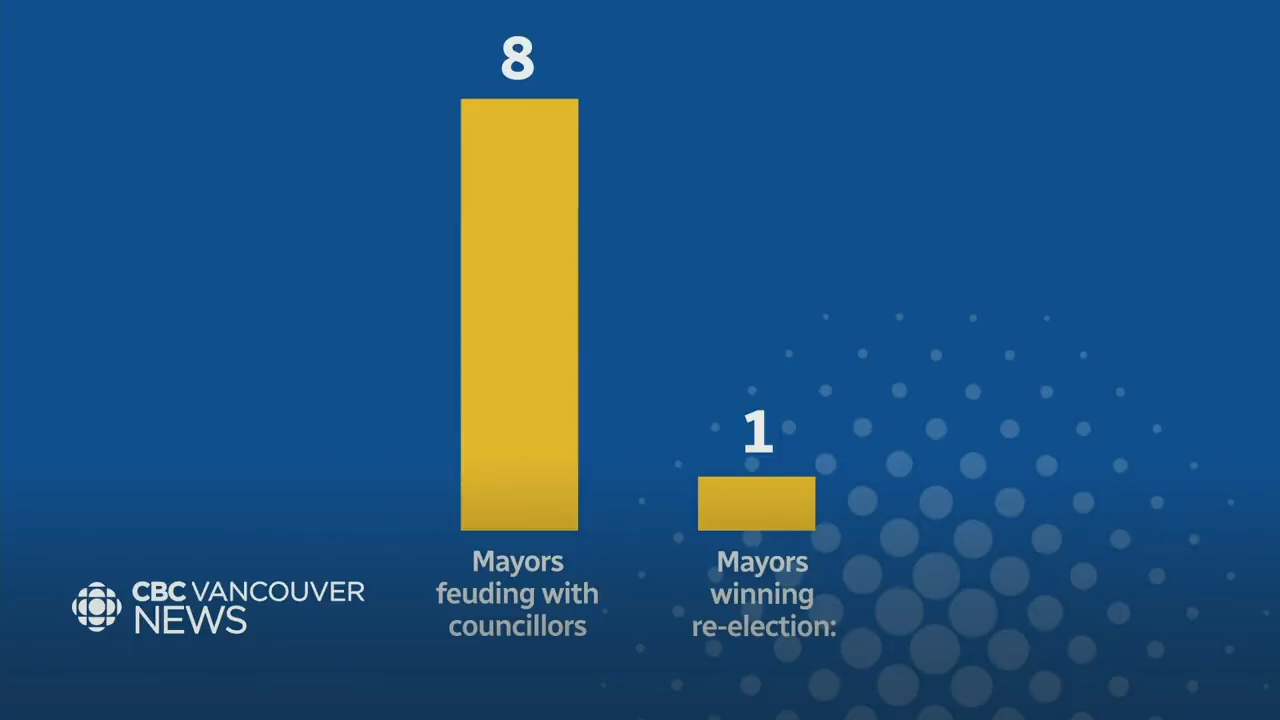 8
1
Mayors
feuding with
councillors
Mayors
winning
re-election:
CBC VANCOUVER
NEWS